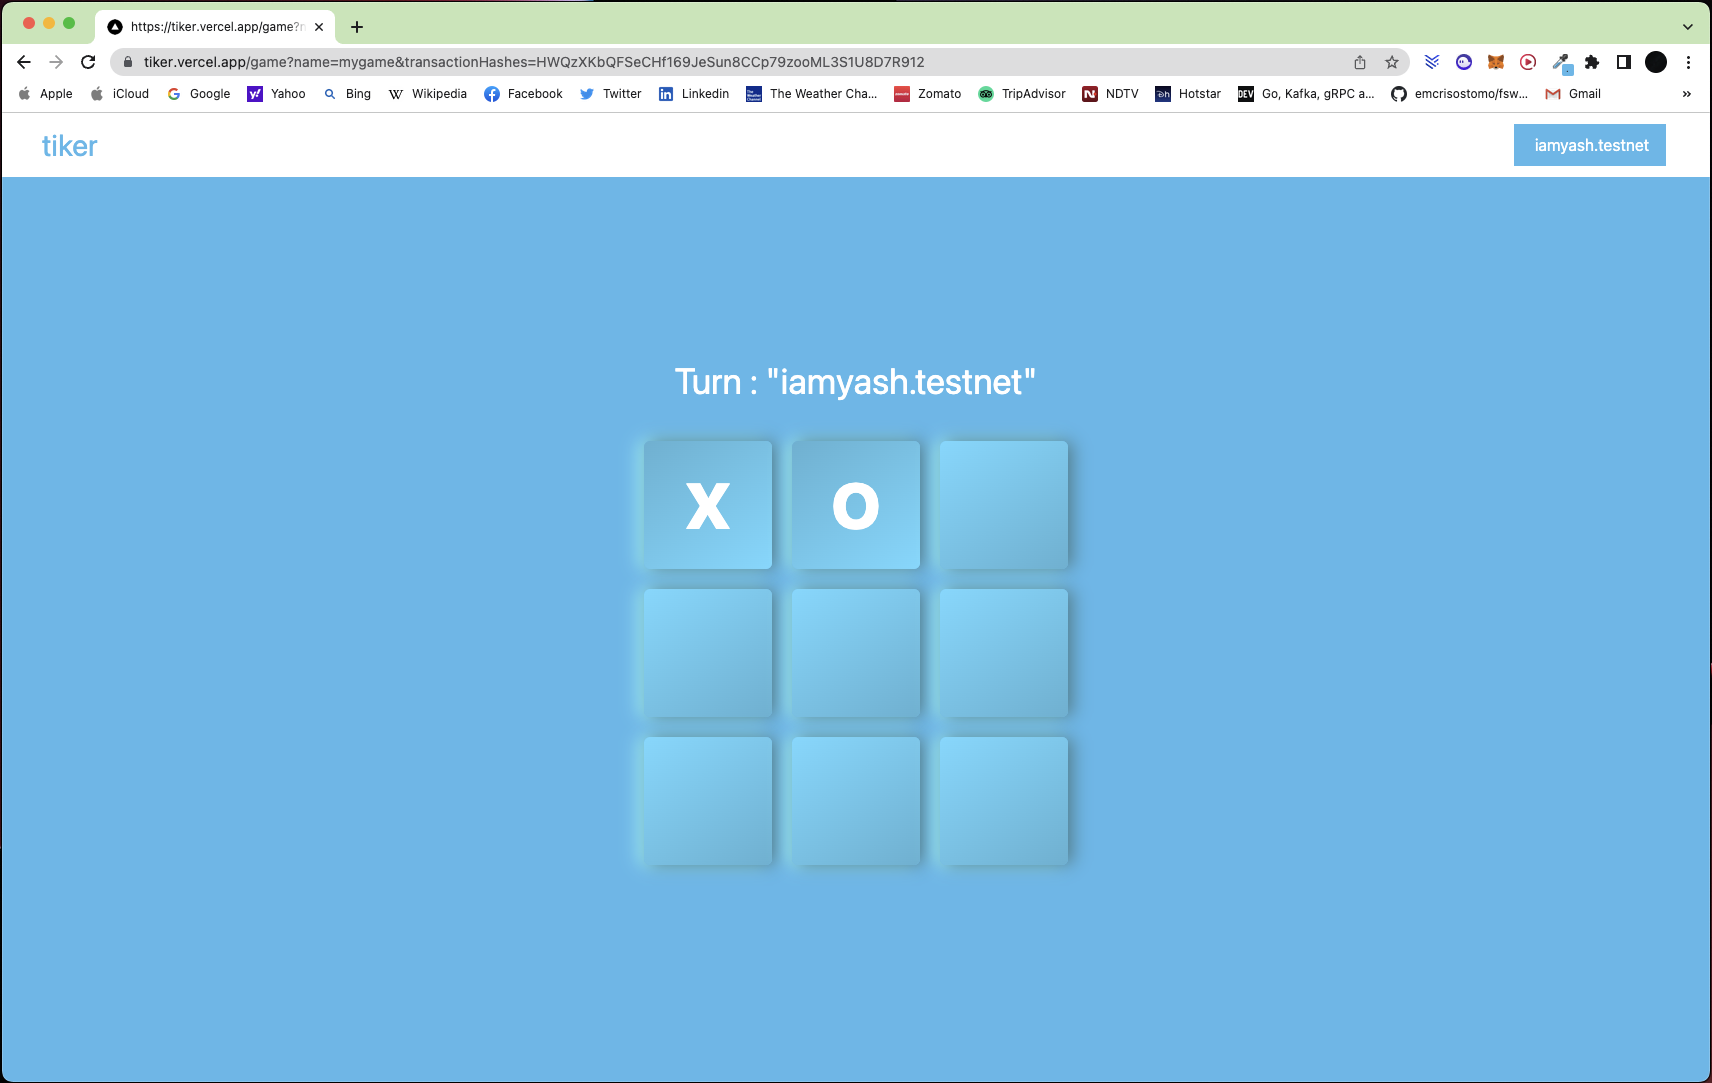 https://tiker.vercel.app/game?n
tiker.vercel.app/game?name=mygame&transactionHashes=HWQzXKbQFSeCHf169JeSun8CCp79zooML3S1U8D7R912
Apple iCloud Google Yahoo Bing Wikipedia Facebook Twitter Linkedin The Weather Cha... Zomato TripAdvisor NDTV Hotstar Go, Kafka, gRPC a... emcrisostomo/fsw... Gmail »
tiker iamyash.testnet
Turn : "iamyash.testnet"
X O